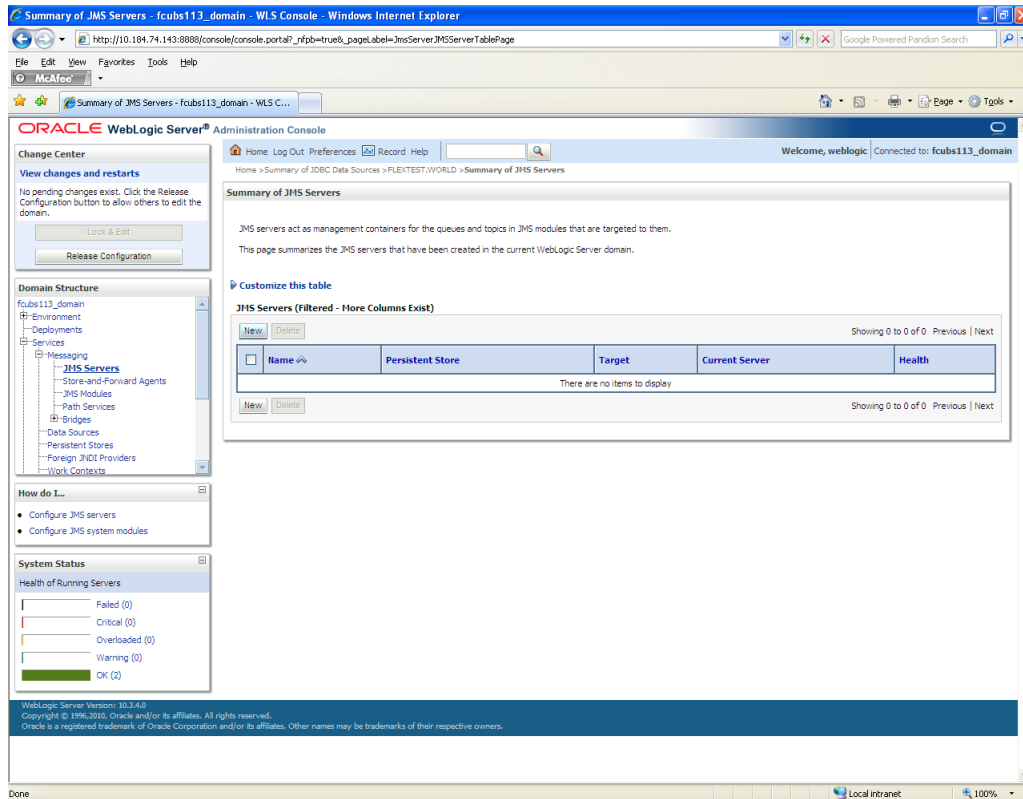 Summary of JMS Servers - fcubs113_domain - WLS Console - Windows Internet Explorer
http://10.184.74.143:8888/console/console.portal?_nfpb=true&_pageLabel=JmsServerJMSServerTablePage
Google Powered Pandion Search
File Edit View Favorites Tools Help
McAfee
Summary of JMS Servers - fcubs113_domain - WLS C...
Page Tools
ORACLE WebLogic Server® Administration Console
Change Center
View changes and restarts
No pending changes exist. Click the Release
Configuration button to allow others to edit the
domain.
Lock & Edit
Release Configuration
Domain Structure
fcubs113_domain
Environment
Deployments
Services
Messaging
JMS Servers
Store-and-Forward Agents
JMS Modules
Path Services
Bridges
Data Sources
Persistent Stores
Foreign JNDI Providers
Work Contexts
How do I...
Configure JMS servers
Configure JMS system modules
System Status
Health of Running Servers
Failed (0)
Critical (0)
Overloaded (0)
Warning (0)
OK (2)
Home Log Out Preferences Record Help
Welcome, weblogic Connected to: fcubs113_domain
Home >Summary of JDBC Data Sources >FLEXTEST.WORLD >Summary of JMS Servers
Summary of JMS Servers
JMS servers act as management containers for the queues and topics in JMS modules that are targeted to them.
This page summarizes the JMS servers that have been created in the current WebLogic Server domain.
Customize this table
JMS Servers (Filtered - More Columns Exist)
New Delete Showing 0 to 0 of 0 Previous | Next
Name Persistent Store Target Current Server Health
There are no items to display
New Delete Showing 0 to 0 of 0 Previous | Next
WebLogic Server Version: 10.3.4.0
Copyright © 1996,2010, Oracle and/or its affiliates. All rights reserved.
Oracle is a registered trademark of Oracle Corporation and/or its affiliates. Other names may be trademarks of their respective owners.
Done Local intranet 100%